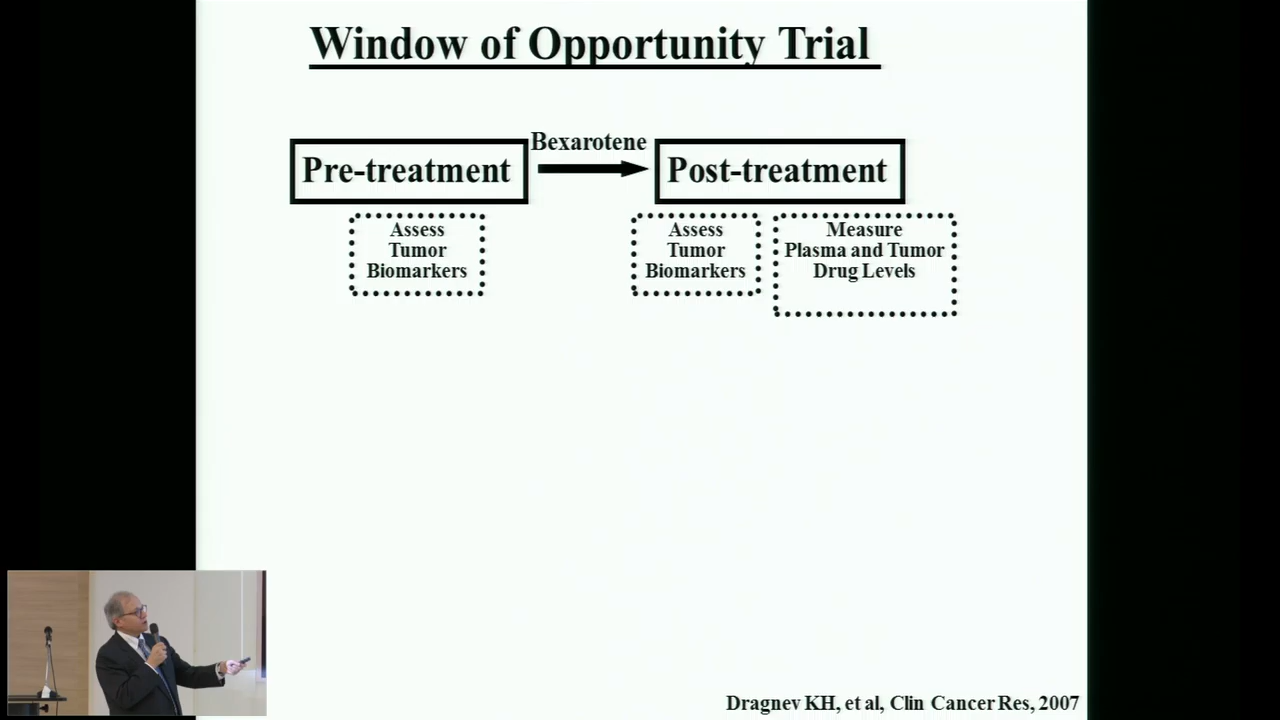 Window of Opportunity Trial
Bexarotene
Pre-treatment
Post-treatment
Assess
Tumor
Biomarkers
Assess
Tumor
Biomarkers
Measure
Plasma and Tumor
Drug Levels
Dragnev KH, et al, Clin Cancer Res, 2007